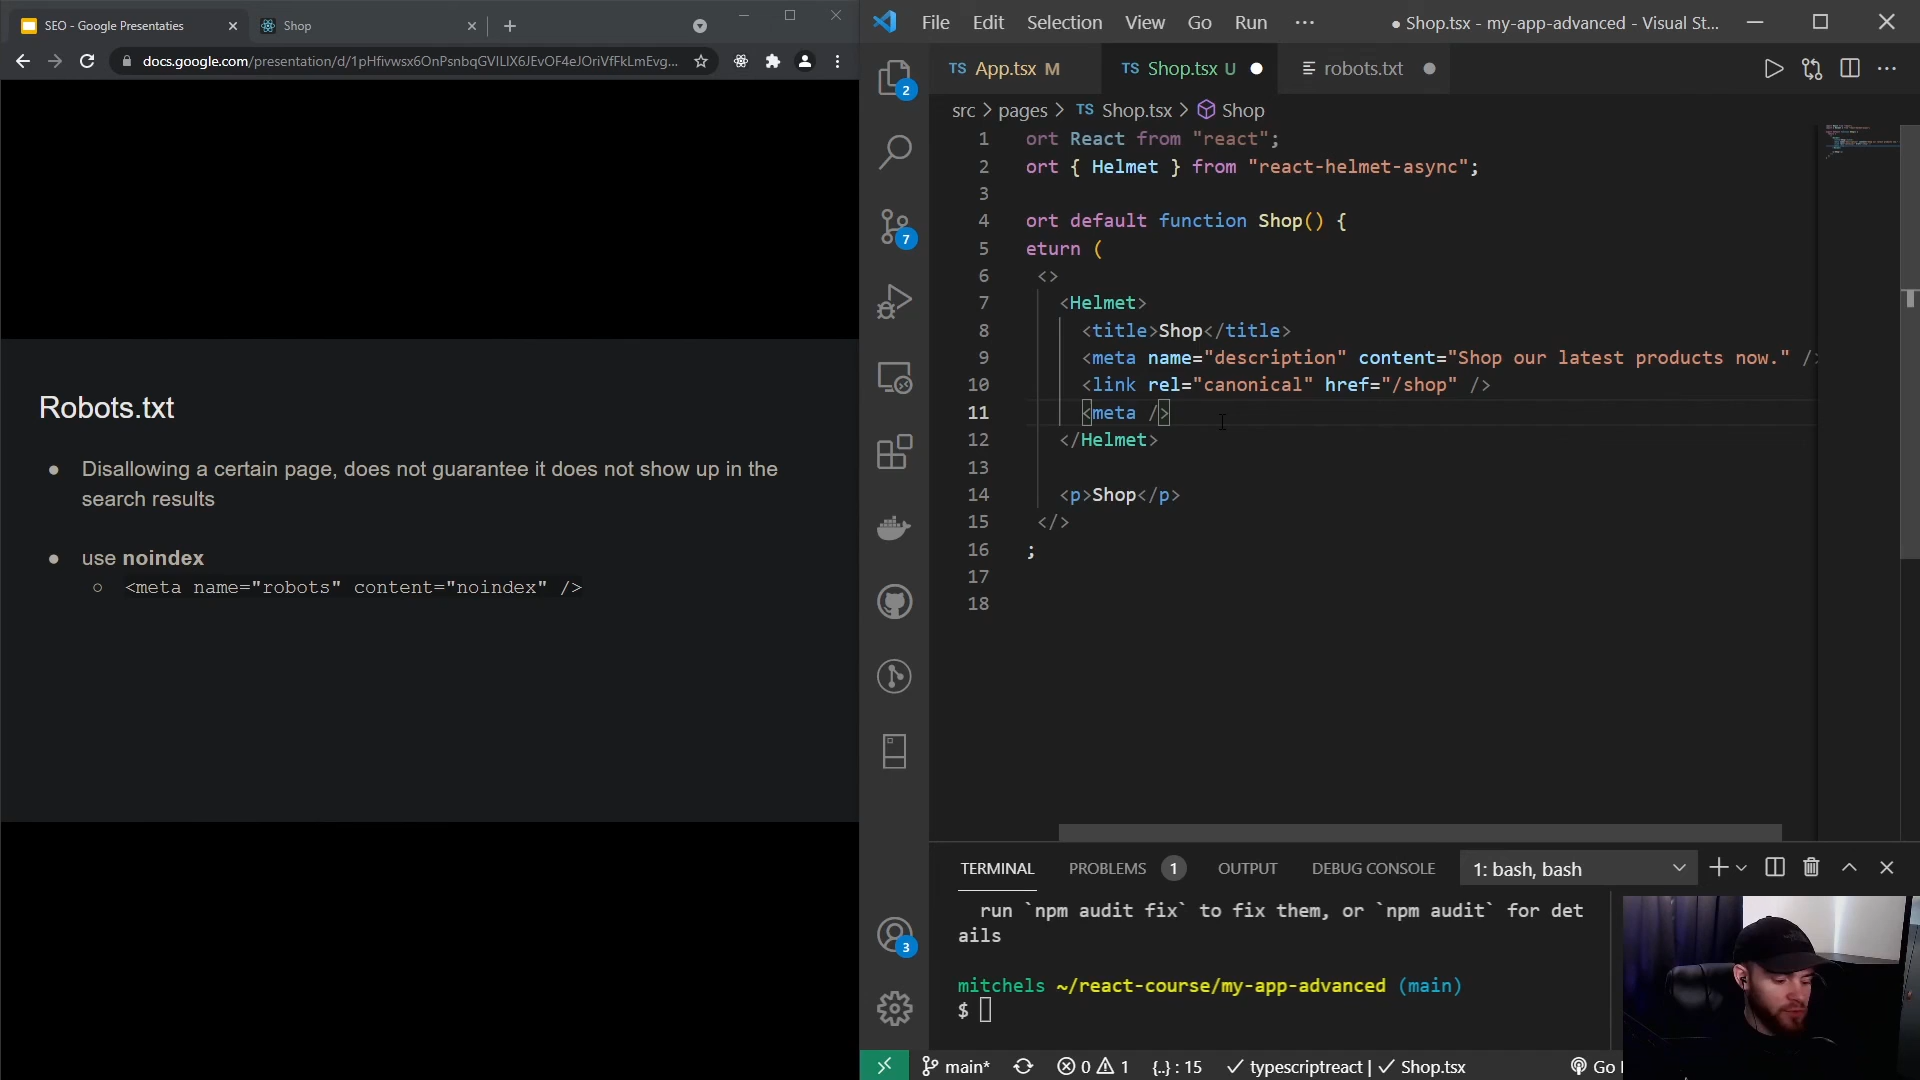 SEO - Google Presentaties
Shop
docs.google.com/presentation/d/1pHfivwsx6OnPsnbqGVILIX6JEvOF4eJOriVfFkLmEvg...
Robots.txt
● Disallowing a certain page, does not guarantee it does not show up in the
search results
● use noindex
○ <meta name="robots" content="noindex" />
File Edit Selection View Go Run ···
● Shop.tsx - my-app-advanced - Visual St...
TS App.tsx M
TS Shop.tsx U ●
robots.txt ●
src > pages > TS Shop.tsx > Shop
1 ort React from "react";
2 ort { Helmet } from "react-helmet-async";
3
4 ort default function Shop() {
5 eturn (
6 <>
7 <Helmet>
8 <title>Shop</title>
9 <meta name="description" content="Shop our latest products now." />
10 <link rel="canonical" href="/shop" />
11 <meta />
12 </Helmet>
13
14 <p>Shop</p>
15 </>
16 ;
17
18
2
7
3
TERMINAL PROBLEMS 1 OUTPUT DEBUG CONSOLE 1: bash, bash
run `npm audit fix` to fix them, or `npm audit` for det
ails
mitchels ~/react-course/my-app-advanced (main)
$
main* 0 1 {..} : 15 ✓ typescriptreact | ✓ Shop.tsx Go